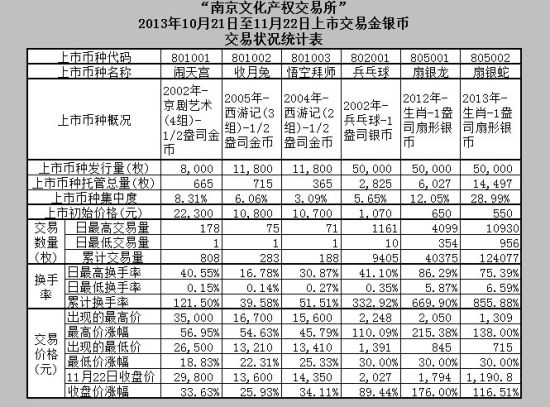 “南京文化产权交易所”
2013年10月21日至11月22日上市交易金银币
交易状况统计表
上市币种代码 801001 801002 801003 802001 805001 805002
上市币种名称 闹天宫 收月兔 悟空拜师 乒乓球 扇银龙 扇银蛇
上市币种概况 2002年-京剧艺术(4组)-1/2盎司金币 2005年-西游记(3组)-1/2盎司金币 2004年-西游记(2组)-1/2盎司金币 2002年-乒乓球-1盎司银币 2012年-生肖-1盎司扇形银币 2013年-生肖-1盎司扇形银币
上市币种发行量(枚) 8,000 11,800 11,800 50,000 50,000 50,000
上市币种托管总量(枚) 665 715 365 2,825 6,027 14,497
上市币种集中度 8.31% 6.06% 3.09% 5.65% 12.05% 28.99%
上市初始价格(元) 22,300 10,800 10,700 1,070 650 550
交易数量(枚) 日最高交易量 178 75 71 1161 4099 10930
日最低交易量 1 1 1 10 354 956
累计交易量 808 283 188 9405 40375 124077
换手率 日最高换手率 40.55% 16.78% 30.87% 41.10% 86.29% 75.39%
日最低换手率 0.15% 0.14% 0.27% 0.35% 5.87% 6.59%
累计换手率 121.50% 39.58% 51.51% 332.92% 669.90% 855.88%
交易价格(元) 出现的最高价 35,000 16,700 15,600 2,248 2,050 1,309
最高价涨幅 56.95% 54.63% 45.79% 110.09% 215.38% 138.00%
出现的最低价 26,500 13,210 13,410 1,391 845 715
最低价涨幅 18.83% 22.31% 25.33% 30.00% 30.00% 30.00%
11月22日收盘价 29,800 13,600 14,350 2,027 1,794 1,190.8
收盘价涨幅 33.63% 25.93% 34.11% 89.44% 176.00% 116.51%